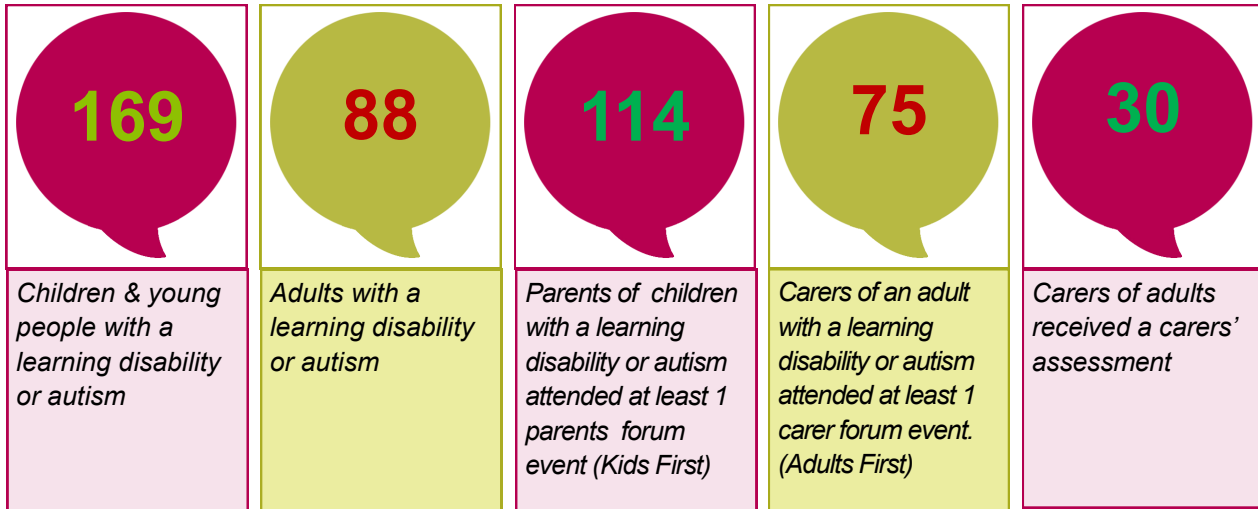 169
Children & young
people with a
learning disability
or autism
88
Adults with a
learning disability
or autism
114
Parents of children
with a learning
disability or autism
attended at least 1
parents forum
event (Kids First)
75
Carers of an adult
with a learning
disability or autism
attended at least 1
carer forum event.
(Adults First)
30
Carers of adults
received a carers’
assessment